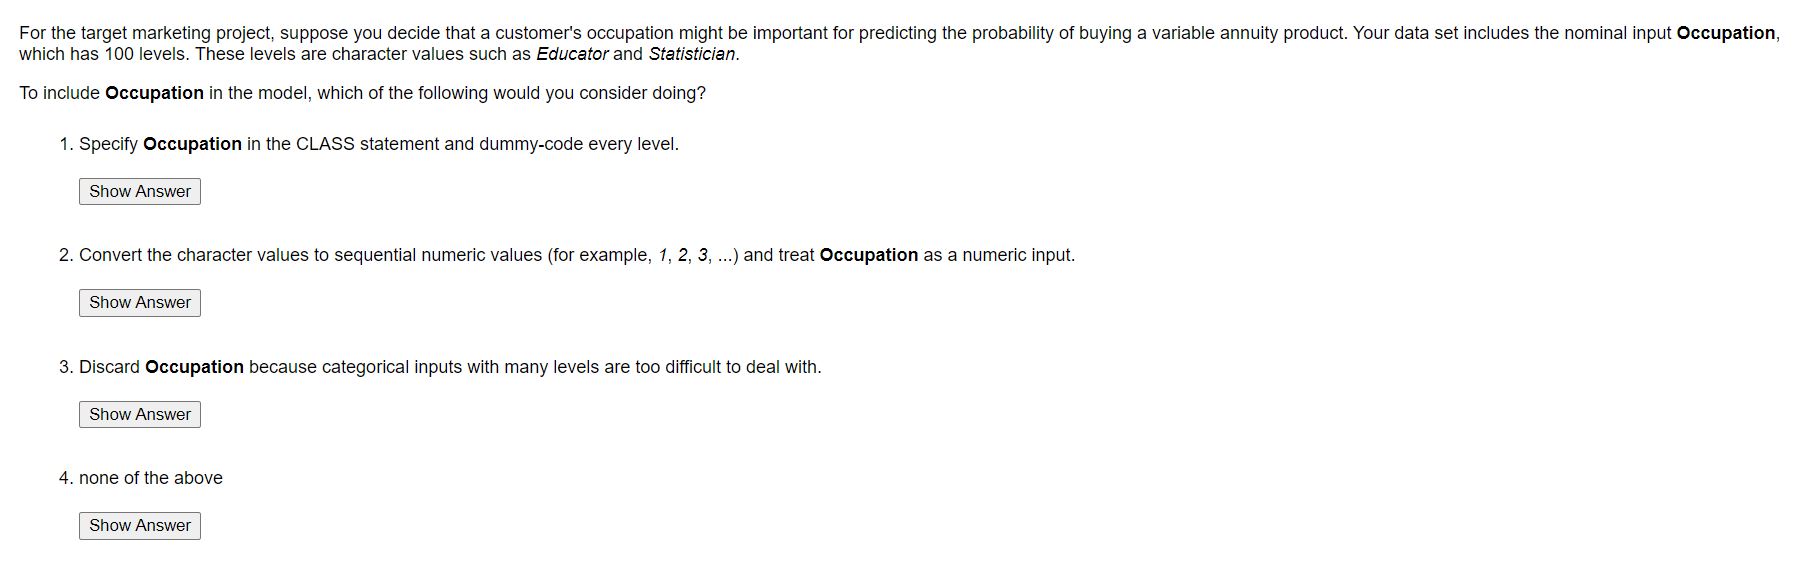 For the target marketing project, suppose you decide that a customer's occupation might be important for predicting the probability of buying a variable annuity product. Your data set includes the nominal input Occupation,
which has 100 levels. These levels are character values such as Educator and Statistician.
To include Occupation in the model, which of the following would you consider doing?
1. Specify Occupation in the CLASS statement and dummy-code every level.
Show Answer
2. Convert the character values to sequential numeric values (for example, 1, 2, 3, ...) and treat Occupation as a numeric input.
Show Answer
3. Discard Occupation because categorical inputs with many levels are too difficult to deal with.
Show Answer
4. none of the above
Show Answer